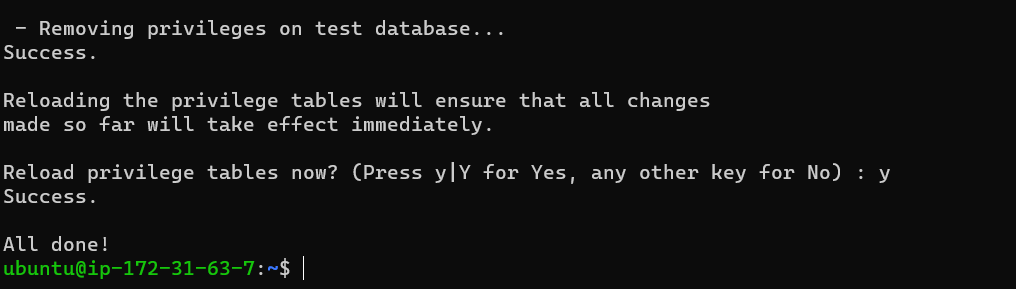 - Removing privileges on test database...
Success.
Reloading the privilege tables will ensure that all changes
made so far will take effect immediately.
Reload privilege tables now? (Press y|Y for Yes, any other key for No) : y
Success.
All done!
ubuntu@ip-172-31-63-7:~$